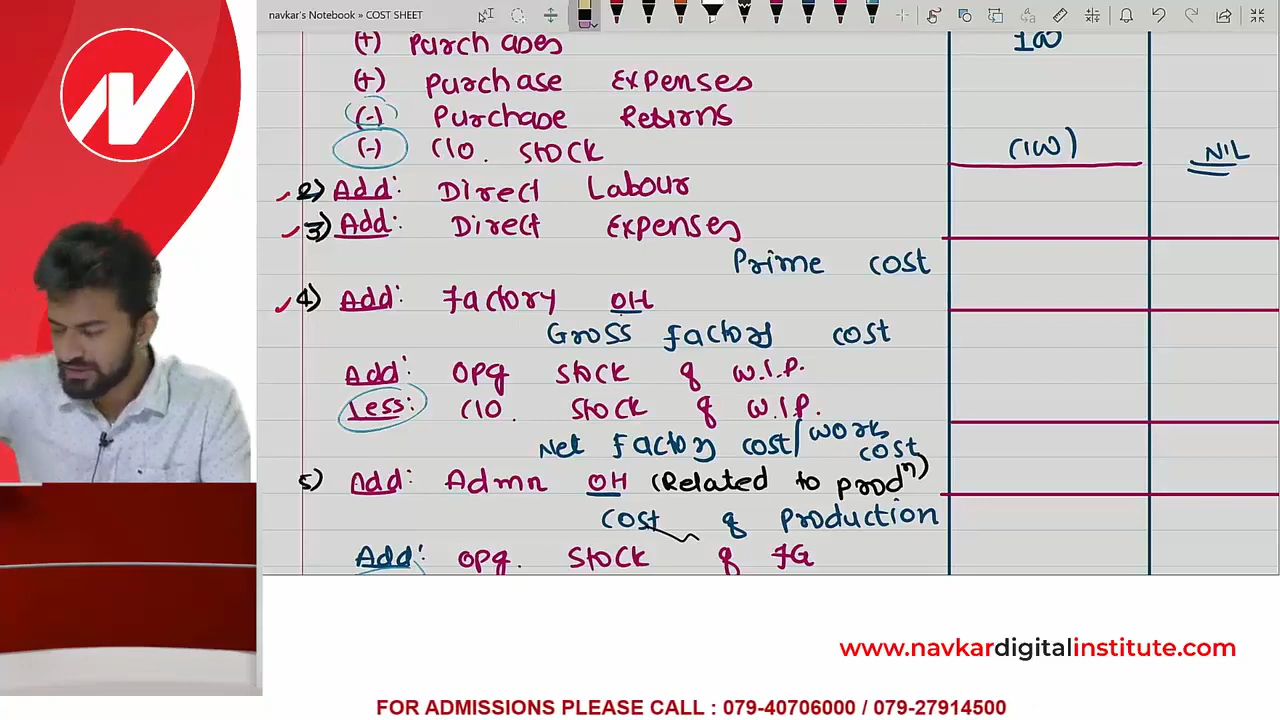 navkar's Notebook » COST SHEET
(+) Purchases 100
(+) Purchase Expenses
(-) Purchase Returns
(-) Clo. Stock (100) NIL
2) Add: Direct Labour
3) Add: Direct Expenses
Prime cost
4) Add: Factory OH
Gross factory cost
Add: Opg Stock of W.I.P.
Less: Clo. Stock of W.I.P.
Net factory cost/work cost
5) Add: Admn OH (Related to prodⁿ)
Cost of Production
Add: Opg. Stock of FG
www.navkardigitalinstitute.com
FOR ADMISSIONS PLEASE CALL : 079-40706000 / 079-27914500